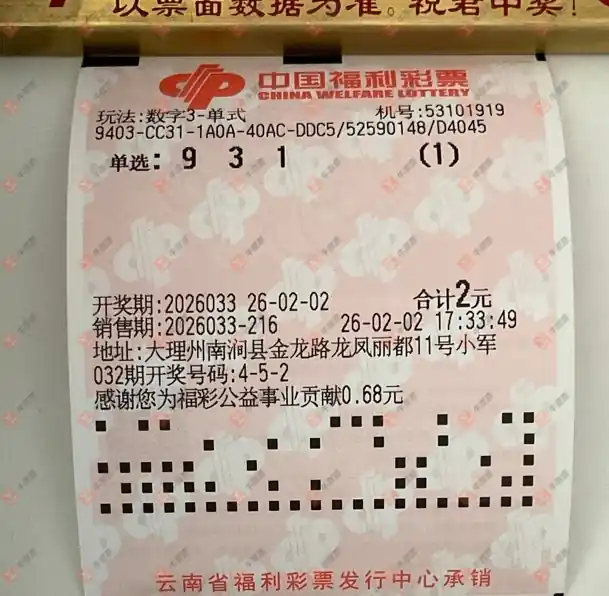 以票面数据为准。祝君中奖!
中国福利彩票
CHINA WELFARE LOTTERY
玩法:数字3-单式 机号:53101919
9403-CC31-1A0A-40AC-DDC5/52590148/D4045
单选: 9 3 1 (1)
开奖期:2026033 26-02-02 合计2元
销售期:2026033-216 26-02-02 17:33:49
地址:大理州南涧县金龙路龙凤丽都11号小军
032期开奖号码:4-5-2
感谢您为福彩公益事业贡献0.68元
云南省福利彩票发行中心承销